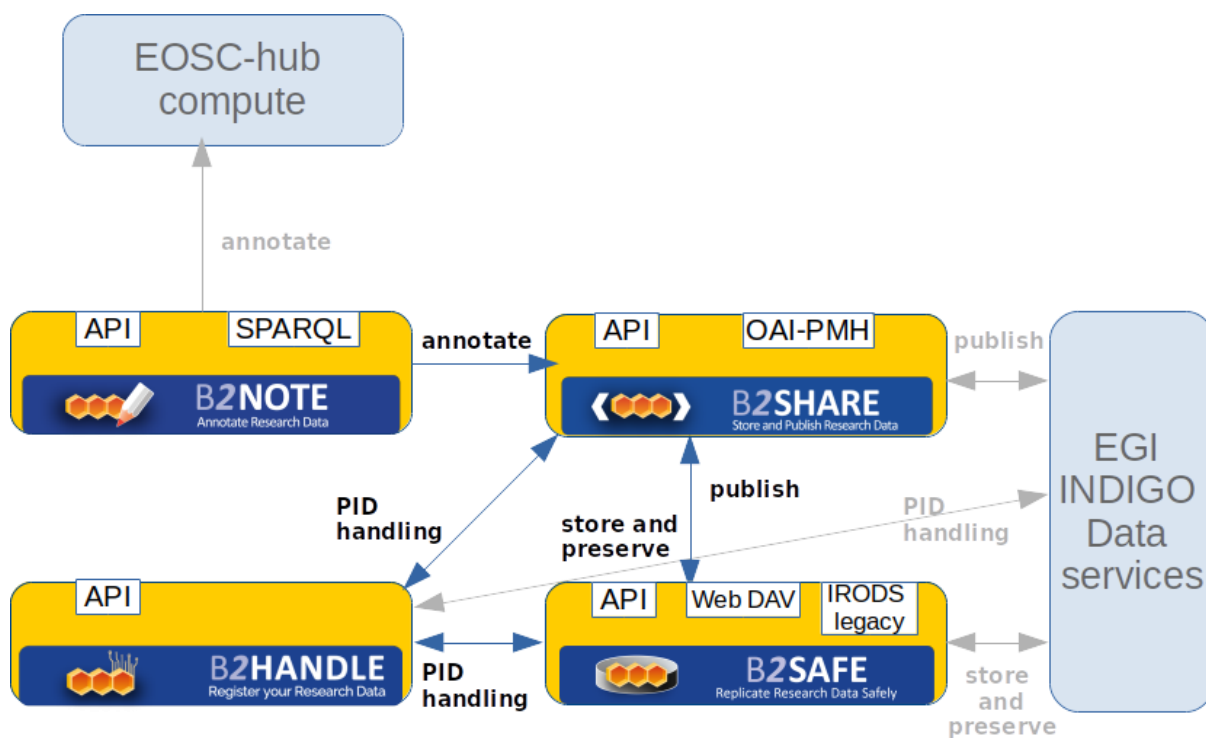 EOSC-hub
compute
annotate
API
SPARQL
annotate
API
OAI-PMH
publish
B2NOTE
Annotate Research Data
B2SHARE
Store and Publish Research Data
EGI
INDIGO
Data
services
PID
handling
publish
store and
preserve
PID
handling
API
API
Web DAV
IRODS
legacy
B2HANDLE
Register your Research Data
PID
handling
B2SAFE
Replicate Research Data Safely
store
and
preserve